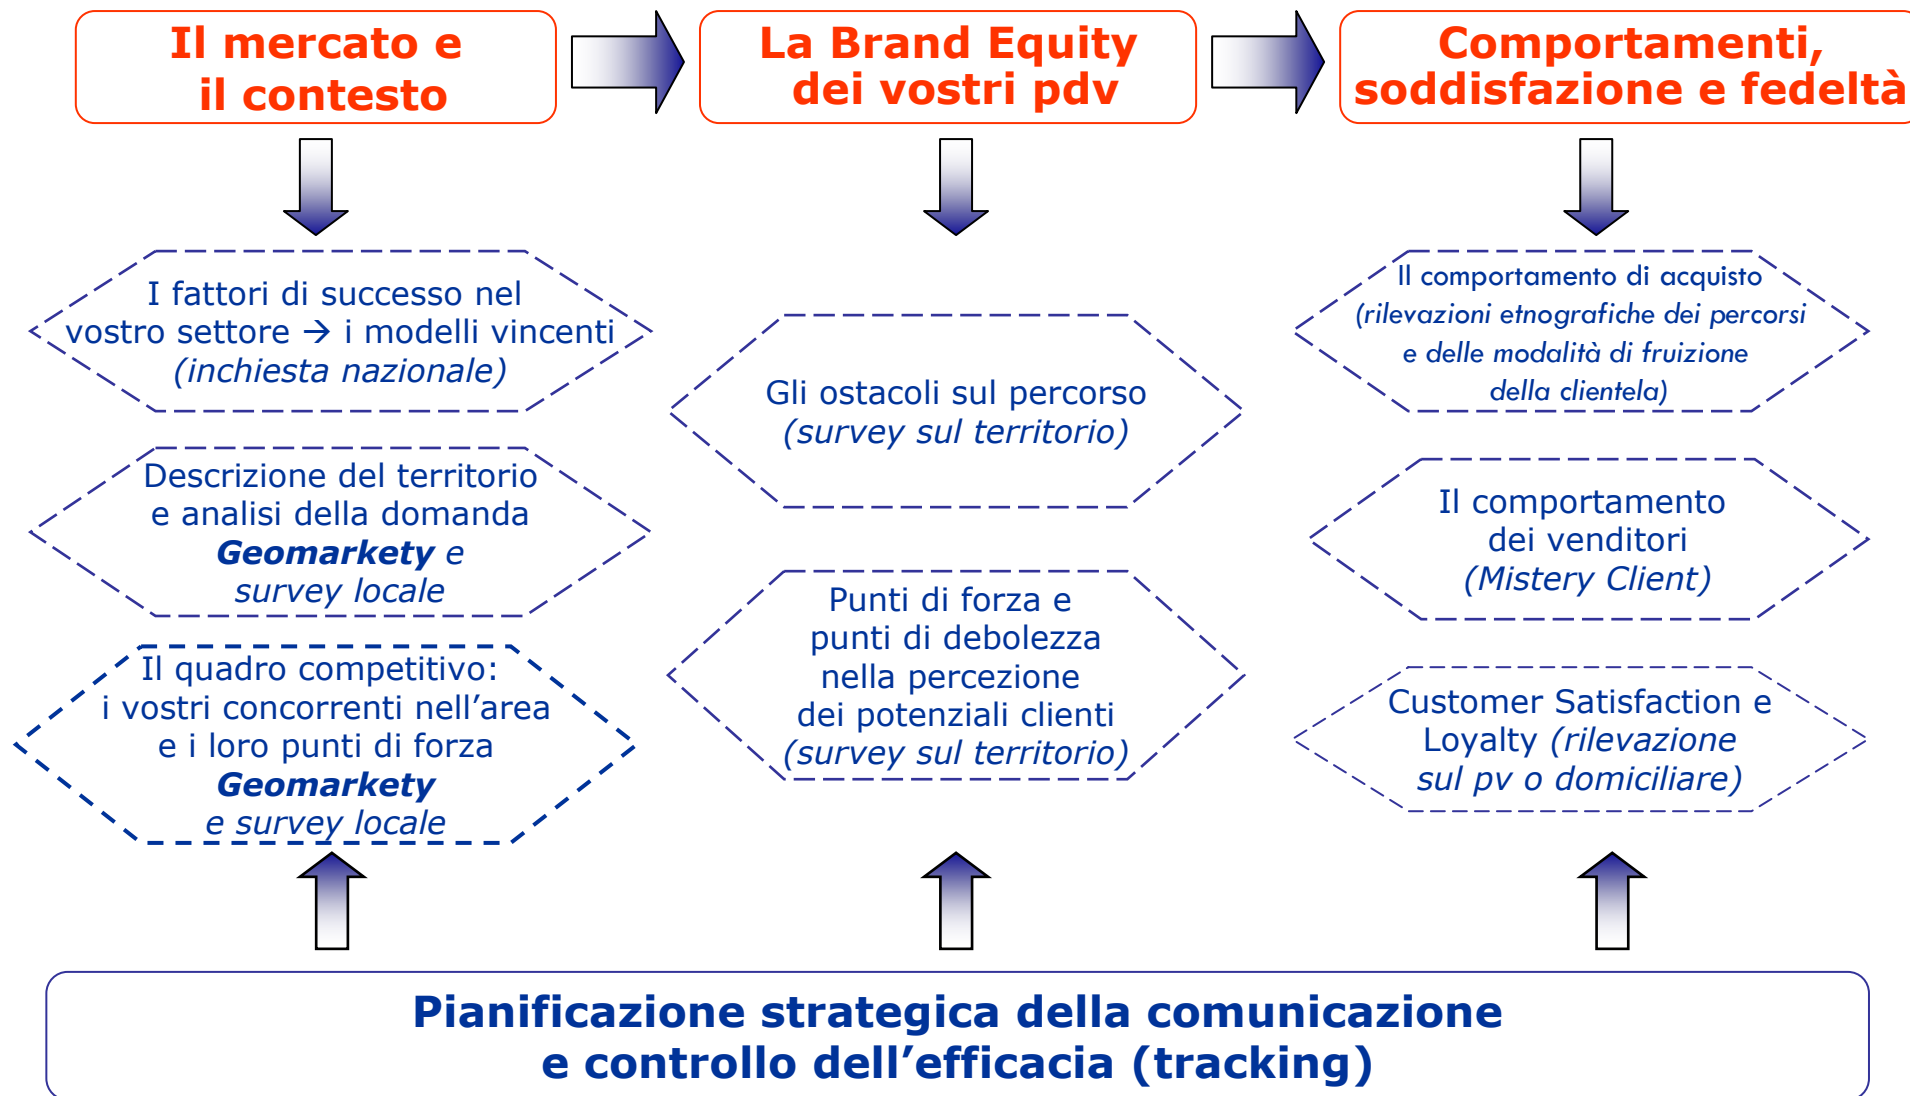 Il mercato e
il contesto
La Brand Equity
dei vostri pdv
Comportamenti,
soddisfazione e fedeltà
I fattori di successo nel
vostro settore → i modelli vincenti
(inchiesta nazionale)
Descrizione del territorio
e analisi della domanda
Geomarkety e
survey locale
Il quadro competitivo:
i vostri concorrenti nell’area
e i loro punti di forza
Geomarkety
e survey locale
Gli ostacoli sul percorso
(survey sul territorio)
Punti di forza e
punti di debolezza
nella percezione
dei potenziali clienti
(survey sul territorio)
Il comportamento di acquisto
(rilevazioni etnografiche dei percorsi
e delle modalità di fruizione
della clientela)
Il comportamento
dei venditori
(Mistery Client)
Customer Satisfaction e
Loyalty (rilevazione
sul pv o domiciliare)
Pianificazione strategica della comunicazione
e controllo dell’efficacia (tracking)